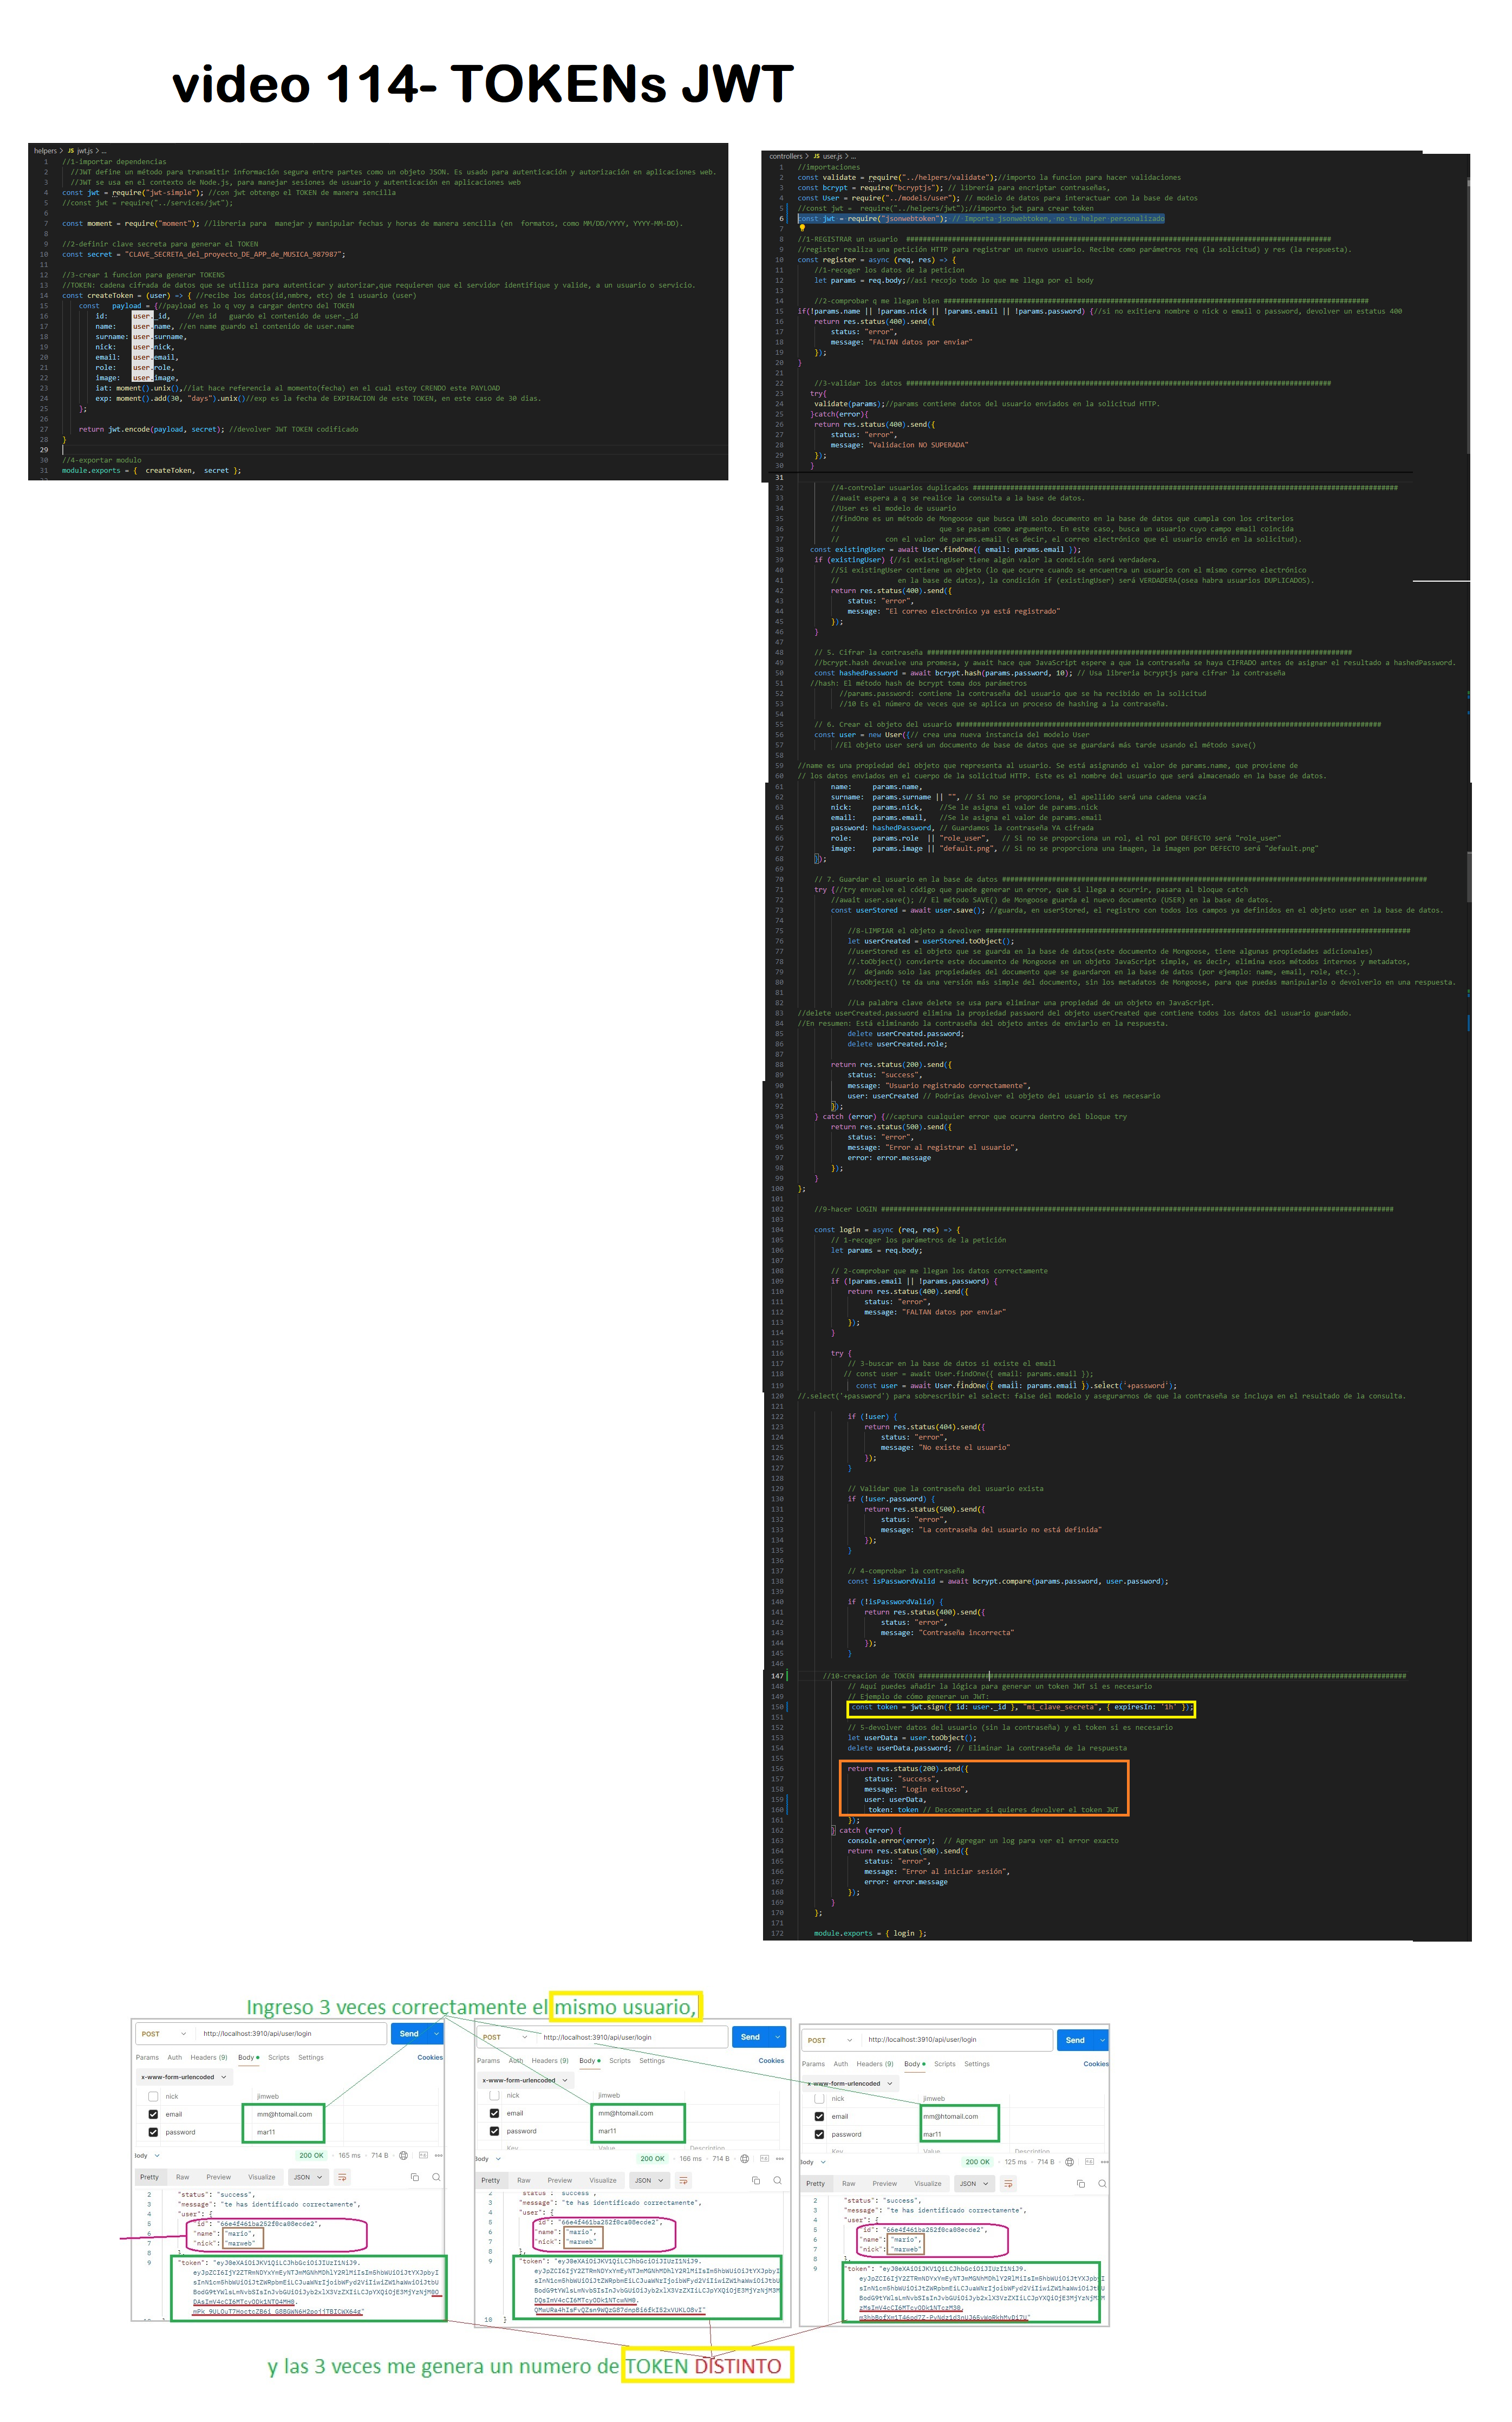 video 114- TOKENs JWT
helpers > JS jwt.js > ...
1 //1-importar dependencias
2 //JWT define un método para transmitir información segura entre partes como un objeto JSON. Es usado para autenticación y autorización en aplicaciones web.
3 //JWT se usa en el contexto de Node.js, para manejar sesiones de usuario y autenticación en aplicaciones web
4 const jwt = require("jwt-simple"); //con jwt obtengo el TOKEN de manera sencilla
5 //const jwt = require("../services/jwt");
6
7 const moment = require("moment"); //libreria para  manejar y manipular fechas y horas de manera sencilla (en  formatos, como MM/DD/YYYY, YYYY-MM-DD).
8
9 //2-definir clave secreta para generar el TOKEN
10 const secret = "CLAVE_SECRETA_del_proyecto_DE_APP_de_MUSICA_987987";
11
12 //3-crear 1 funcion para generar TOKENS
13 //TOKEN: cadena cifrada de datos que se utiliza para autenticar y autorizar,que requieren que el servidor identifique y valide, a un usuario o servicio.
14 const createToken = (user) => { //recibe los datos(id,nmbre, etc) de 1 usuario (user)
15 const payload = {//payload es lo q voy a cargar dentro del TOKEN
16 id: user._id, //en id guardo el contenido de user._id
17 name: user.name, //en name guardo el contenido de user.name
18 surname: user.surname,
19 nick: user.nick,
20 email: user.email,
21 role: user.role,
22 image: user.image,
23 iat: moment().unix(),//iat hace referencia al momento(fecha) en el cual estoy CRENDO este PAYLOAD
24 exp: moment().add(30, "days").unix()//exp es la fecha de EXPIRACION de este TOKEN, en este caso de 30 dias.
25 };
26
27 return jwt.encode(payload, secret); //devolver JWT TOKEN codificado
28 }
29
30 //4-exportar modulo
31 module.exports = { createToken, secret };
controllers > JS user.js > ...
1 //importaciones
2 const validate = require("../helpers/validate");//importo la funcion para hacer validaciones
3 const bcrypt = require("bcryptjs"); // librería para encriptar contraseñas,
4 const User = require("../models/user"); // modelo de datos para interactuar con la base de datos
5 //const jwt = require("../helpers/jwt");//importo jwt para crear token
6 const jwt = require("jsonwebtoken"); // Importa jsonwebtoken, no tu helper personalizado
7
8 //1-REGISTRAR un usuario
9 //register realiza una petición HTTP para registrar un nuevo usuario. Recibe como parámetros req (la solicitud) y res (la respuesta).
10 const register = async (req, res) => {
11 //1-recoger los datos de la peticion
12 let params = req.body;//asi recojo todo lo que me llega por el body
13
14 //2-comprobar q me llegan bien
15 if(!params.name || !params.nick || !params.email || !params.password) {//si no exitiera nombre o nick o email o password, devolver un estatus 400
16 return res.status(400).send({
17 status: "error",
18 message: "FALTAN datos por enviar"
19 });
20 }
21
22 //3-validar los datos
23 try{
24 validate(params);//params contiene datos del usuario enviados en la solicitud HTTP.
25 }catch(error){
26 return res.status(400).send({
27 status: "error",
28 message: "Validacion NO SUPERADA"
29 });
30 }
31
32 //4-controlar usuarios duplicados
33 //await espera a q se realice la consulta a la base de datos.
34 //User es el modelo de usuario
35 //findOne es un método de Mongoose que busca UN solo documento en la base de datos que cumpla con los criterios
36 // que se pasan como argumento. En este caso, busca un usuario cuyo campo email coincida
37 // con el valor de params.email (es decir, el correo electrónico que el usuario envió en la solicitud).
38 const existingUser = await User.findOne({ email: params.email });
39 if (existingUser) {//si existingUser tiene algún valor la condición será verdadera.
40 //Si existingUser contiene un objeto (lo que ocurre cuando se encuentra un usuario con el mismo correo electrónico
41 // en la base de datos), la condición if (existingUser) será VERDADERA(osea habra usuarios DUPLICADOS).
42 return res.status(400).send({
43 status: "error",
44 message: "El correo electrónico ya está registrado"
45 });
46 }
47
48 // 5. Cifrar la contraseña
49 //bcrypt.hash devuelve una promesa, y await hace que JavaScript espere a que la contraseña se haya CIFRADO antes de asignar el resultado a hashedPassword.
50 const hashedPassword = await bcrypt.hash(params.password, 10); // Usa librería bcryptjs para cifrar la contraseña
51 //hash: El método hash de bcrypt toma dos parámetros
52 //params.password: contiene la contraseña del usuario que se ha recibido en la solicitud
53 //10 Es el número de veces que se aplica un proceso de hashing a la contraseña.
54
55 // 6. Crear el objeto del usuario
56 const user = new User({// crea una nueva instancia del modelo User
57 //El objeto user será un documento de base de datos que se guardará más tarde usando el método save()
58
59 //name es una propiedad del objeto que representa al usuario. Se está asignando el valor de params.name, que proviene de
60 // los datos enviados en el cuerpo de la solicitud HTTP. Este es el nombre del usuario que será almacenado en la base de datos.
61 name: params.name,
62 surname: params.surname || "", // Si no se proporciona, el apellido será una cadena vacía
63 nick: params.nick, //Se le asigna el valor de params.nick
64 email: params.email, //Se le asigna el valor de params.email
65 password: hashedPassword, // Guardamos la contraseña YA cifrada
66 role: params.role || "role_user", // Si no se proporciona un rol, el rol por DEFECTO será "role_user"
67 image: params.image || "default.png", // Si no se proporciona una imagen, la imagen por DEFECTO será "default.png"
68 });
69
70 // 7. Guardar el usuario en la base de datos
71 try {//try envuelve el código que puede generar un error, que si llega a ocurrir, pasara al bloque catch
72 //await user.save(); // El método SAVE() de Mongoose guarda el nuevo documento (USER) en la base de datos.
73 const userStored = await user.save(); //guarda, en userStored, el registro con todos los campos ya definidos en el objeto user en la base de datos.
74
75 //8-LIMPIAR el objeto a devolver
76 let userCreated = userStored.toObject();
77 //userStored es el objeto que se guarda en la base de datos(este documento de Mongoose, tiene algunas propiedades adicionales)
78 //.toObject() convierte este documento de Mongoose en un objeto JavaScript simple, es decir, elimina esos métodos internos y metadatos,
79 // dejando solo las propiedades del documento que se guardaron en la base de datos (por ejemplo: name, email, role, etc.).
80 //toObject() te da una versión más simple del documento, sin los metadatos de Mongoose, para que puedas manipularlo o devolverlo en una respuesta.
81
82 //La palabra clave delete se usa para eliminar una propiedad de un objeto en JavaScript.
83 //delete userCreated.password elimina la propiedad password del objeto userCreated que contiene todos los datos del usuario guardado.
84 //En resumen: Está eliminando la contraseña del objeto antes de enviarlo en la respuesta.
85 delete userCreated.password;
86 delete userCreated.role;
87
88 return res.status(200).send({
89 status: "success",
90 message: "Usuario registrado correctamente",
91 user: userCreated // Podrías devolver el objeto del usuario si es necesario
92 });
93 } catch (error) {//captura cualquier error que ocurra dentro del bloque try
94 return res.status(500).send({
95 status: "error",
96 message: "Error al registrar el usuario",
97 error: error.message
98 });
99 }
100 };
101
102 //9-hacer LOGIN
103
104 const login = async (req, res) => {
105 // 1-recoger los parámetros de la petición
106 let params = req.body;
107
108 // 2-comprobar que me llegan los datos correctamente
109 if (!params.email || !params.password) {
110 return res.status(400).send({
111 status: "error",
112 message: "FALTAN datos por enviar"
113 });
114 }
115
116 try {
117 // 3-buscar en la base de datos si existe el email
118 // const user = await User.findOne({ email: params.email });
119 const user = await User.findOne({ email: params.email }).select('+password');
120 //.select('+password') para sobrescribir el select: false del modelo y asegurarnos de que la contraseña se incluya en el resultado de la consulta.
121
122 if (!user) {
123 return res.status(404).send({
124 status: "error",
125 message: "No existe el usuario"
126 });
127 }
128
129 // Validar que la contraseña del usuario exista
130 if (!user.password) {
131 return res.status(500).send({
132 status: "error",
133 message: "La contraseña del usuario no está definida"
134 });
135 }
136
137 // 4-comprobar la contraseña
138 const isPasswordValid = await bcrypt.compare(params.password, user.password);
139
140 if (!isPasswordValid) {
141 return res.status(400).send({
142 status: "error",
143 message: "Contraseña incorrecta"
144 });
145 }
146
147 //10-creacion de TOKEN
148 // Aquí puedes añadir la lógica para generar un token JWT si es necesario
149 // Ejemplo de cómo generar un JWT:
150 const token = jwt.sign({ id: user._id }, "mi_clave_secreta", { expiresIn: '1h' });
151
152 // 5-devolver datos del usuario (sin la contraseña) y el token si es necesario
153 let userData = user.toObject();
154 delete userData.password; // Eliminar la contraseña de la respuesta
155
156 return res.status(200).send({
157 status: "success",
158 message: "Login exitoso",
159 user: userData,
160 token: token // Descomentar si quieres devolver el token JWT
161 });
162 } catch (error) {
163 console.error(error); // Agregar un log para ver el error exacto
164 return res.status(500).send({
165 status: "error",
166 message: "Error al iniciar sesión",
167 error: error.message
168 });
169 }
170 };
171
172 module.exports = { login };
Ingreso 3 veces correctamente el mismo usuario,
POST http://localhost:3910/api/user/login Send
Params Auth Headers (9) Body Scripts Settings Cookies
x-www-form-urlencoded
nick jimweb
email mm@htomail.com
password mar11
Body 200 OK 165 ms 714 B
Pretty Raw Preview Visualize JSON
2 "status": "success",
3 "message": "te has identificado correctamente",
4 "user": {
5 "id": "66e4f461ba252f0ca08ecde2",
6 "name": "mario",
7 "nick": "marweb"
8 },
9 "token": "eyJ0eXAiOiJKV1QiLCJhbGciOiJIUzI1NiJ9.
POST http://localhost:3910/api/user/login Send
Params Auth Headers (9) Body Scripts Settings Cookies
x-www-form-urlencoded
nick jimweb
email mm@htomail.com
password mar11
Key Value Description
Body 200 OK 166 ms 714 B
Pretty Raw Preview Visualize JSON
2 "status": "success",
3 "message": "te has identificado correctamente",
4 "user": {
5 "id": "66e4f461ba252f0ca08ecde2",
6 "name": "mario",
7 "nick": "marweb"
8 },
9 "token": "eyJ0eXAiOiJKV1QiLCJhbGciOiJIUzI1NiJ9.
10 }
POST http://localhost:3910/api/user/login Send
Params Auth Headers (9) Body Scripts Settings Cookies
x-www-form-urlencoded
nick jimweb
email mm@htomail.com
password mar11
Key Value Description
Body 200 OK 125 ms 714 B
Pretty Raw Preview Visualize JSON
2 "status": "success",
3 "message": "te has identificado correctamente",
4 "user": {
5 "id": "66e4f461ba252f0ca08ecde2",
6 "name": "mario",
7 "nick": "marweb"
8 },
9 "token": "eyJ0eXAiOiJKV1QiLCJhbGciOiJIUzI1NiJ9.
y las 3 veces me genera un numero de TOKEN DISTINTO